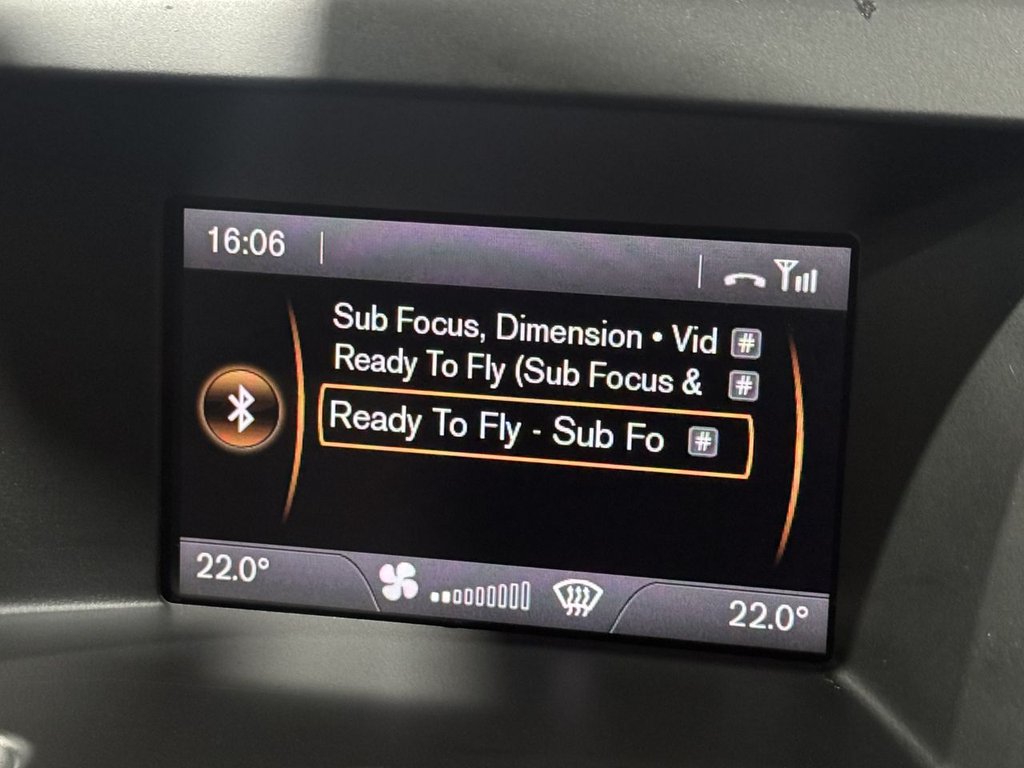 16:06
Sub Focus, Dimension • Vid #
Ready To Fly (Sub Focus & #
Ready To Fly - Sub Fo #
22.0°
22.0°